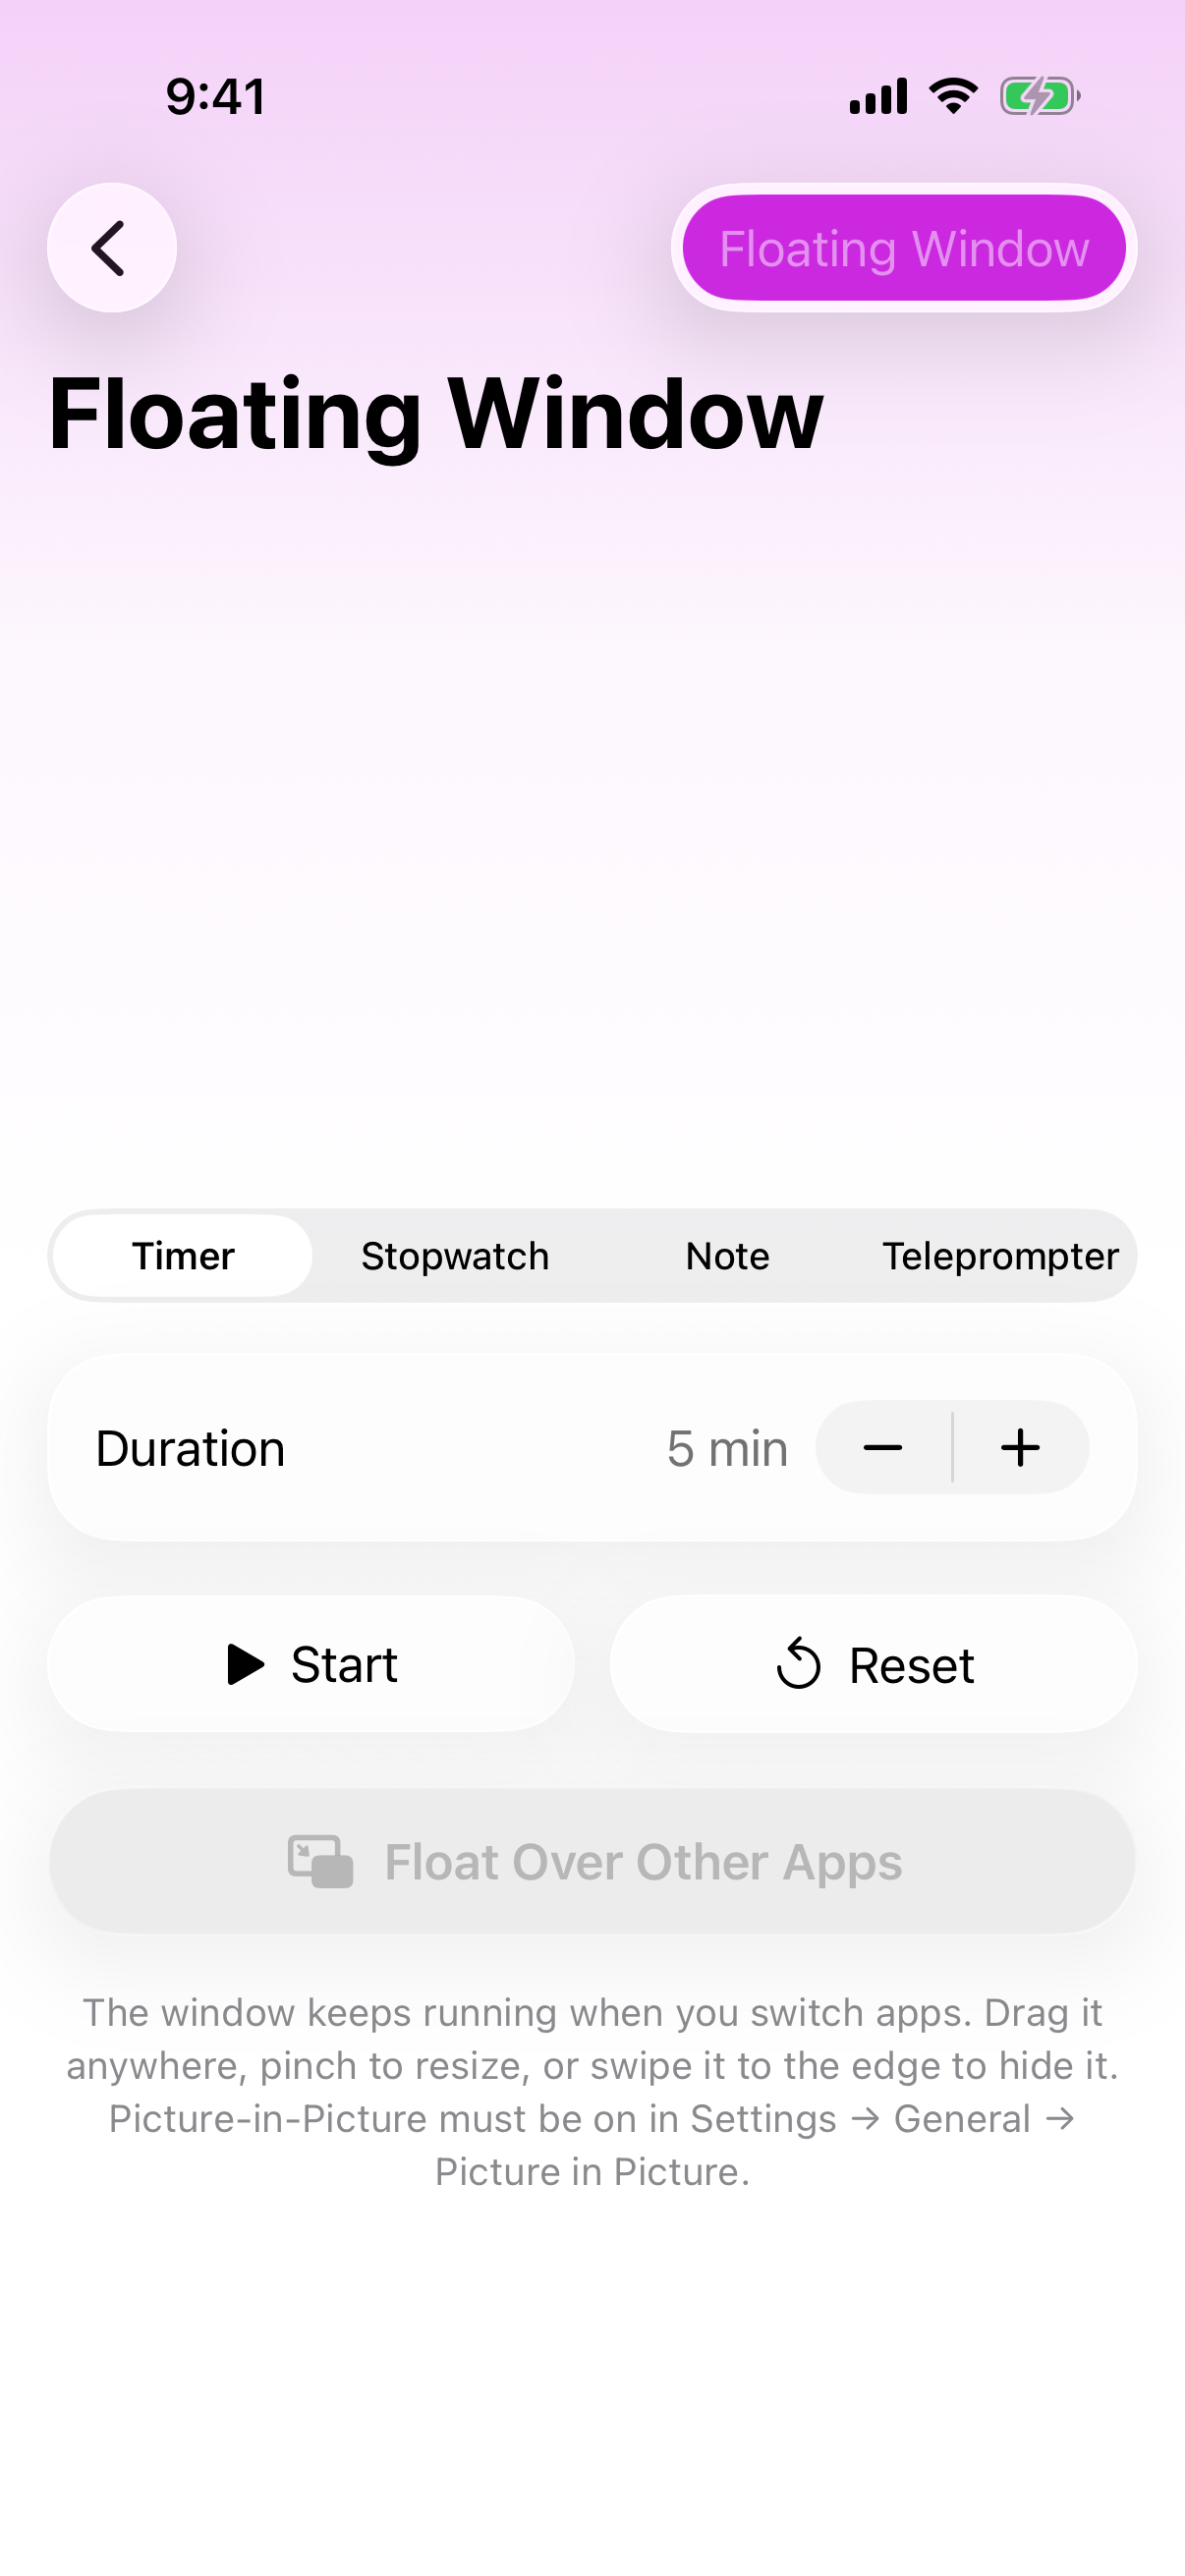 9:41
Floating Window
Floating Window
Timer
Stopwatch
Note
Teleprompter
Duration
5 min
Start
Reset
Float Over Other Apps
The window keeps running when you switch apps. Drag it
anywhere, pinch to resize, or swipe it to the edge to hide it.
Picture-in-Picture must be on in Settings → General →
Picture in Picture.